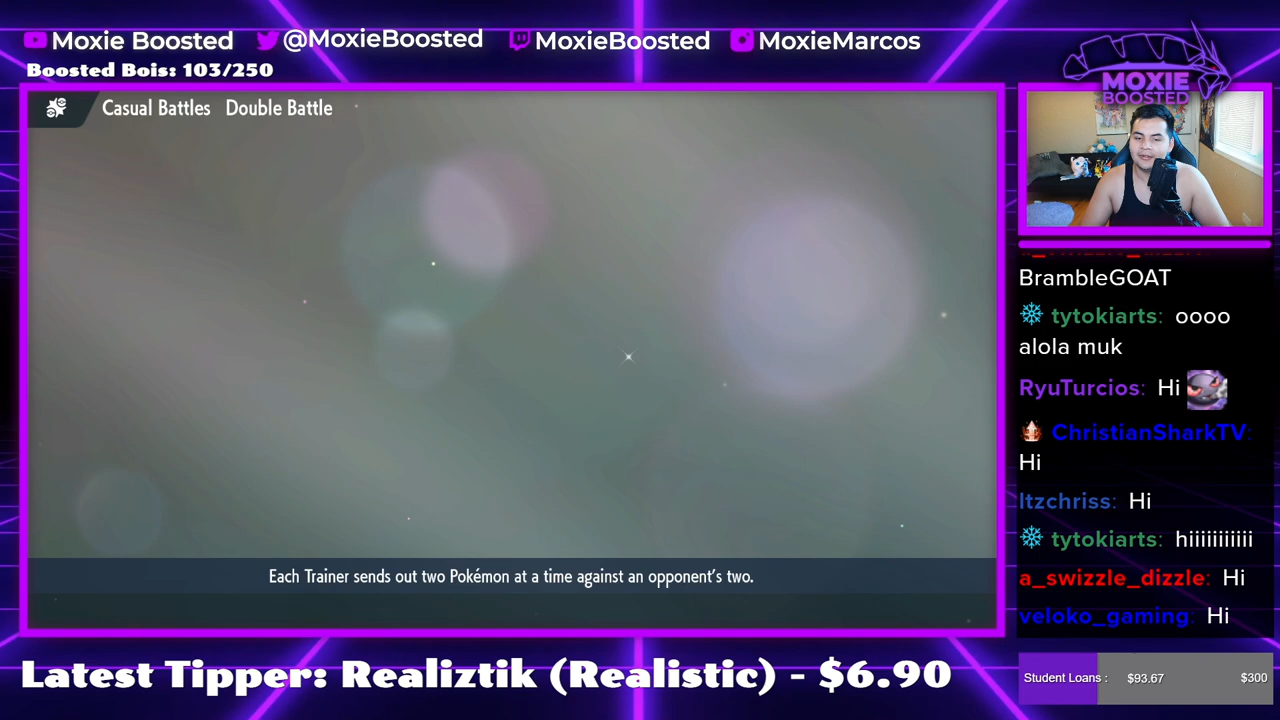 Moxie Boosted @MoxieBoosted MoxieBoosted MoxieMarcos
Boosted Bois: 103/250
MOXIE
BOOSTED
Casual Battles Double Battle
BrambleGOAT
tytokiarts: oooo
alola muk
RyuTurcios: Hi
ChristianSharkTV:
Hi
Itzchriss: Hi
tytokiarts: hiiiiiiiiiii
a_swizzle_dizzle: Hi
veloko_gaming: Hi
Each Trainer sends out two Pokémon at a time against an opponent's two.
Latest Tipper: Realiztik (Realistic) - $6.90
Student Loans : $93.67 $300